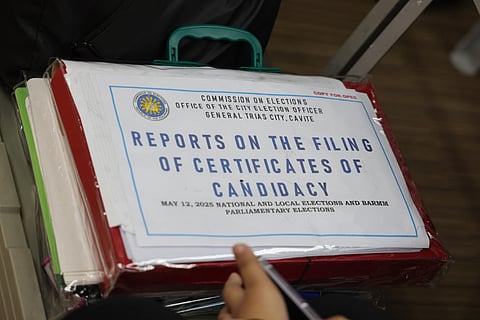 COPY FOR OPES
COMMISSION ON ELECTIONS
OFFICE OF THE CITY ELECTION OFFICER
GENERAL TRIAS CITY, CAVITE
REPORTS ON THE FILING
OF CERTIFICATES OF
CANDIDACY
MAY 12, 2025 NATIONAL AND LOCAL ELECTIONS AND BARMM
PARLIAMENTARY ELECTIONS